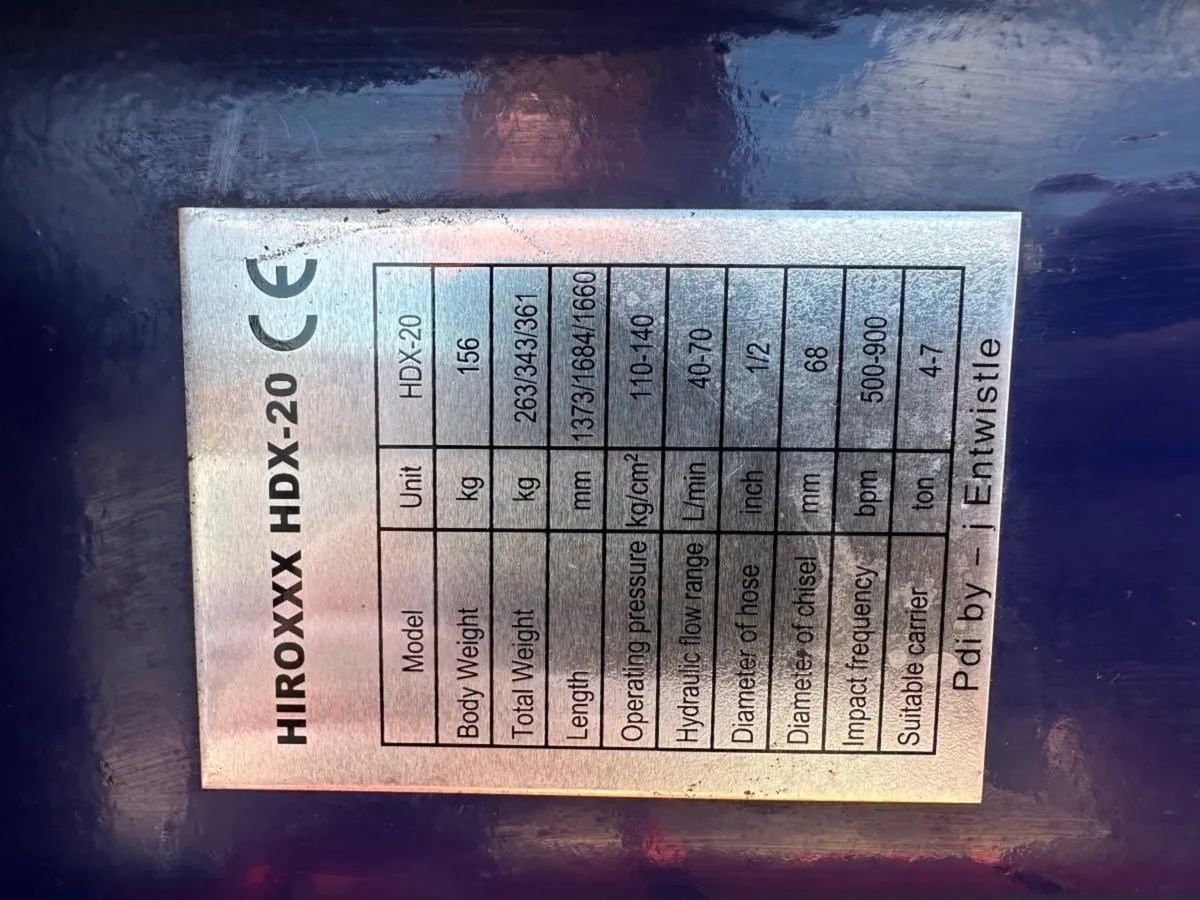 HIROXXX HDX-20 CE
Model Unit HDX-20
Body Weight kg 156
Total Weight kg 263/343/361
Length mm 1373/1684/1660
Operating pressure kg/cm² 110-140
Hydraulic flow range L/min 40-70
Diameter of hose inch 1/2
Diameter of chisel mm 68
Impact frequency bpm 500-900
Suitable carrier ton 4-7
Pdi by – j Entwistle